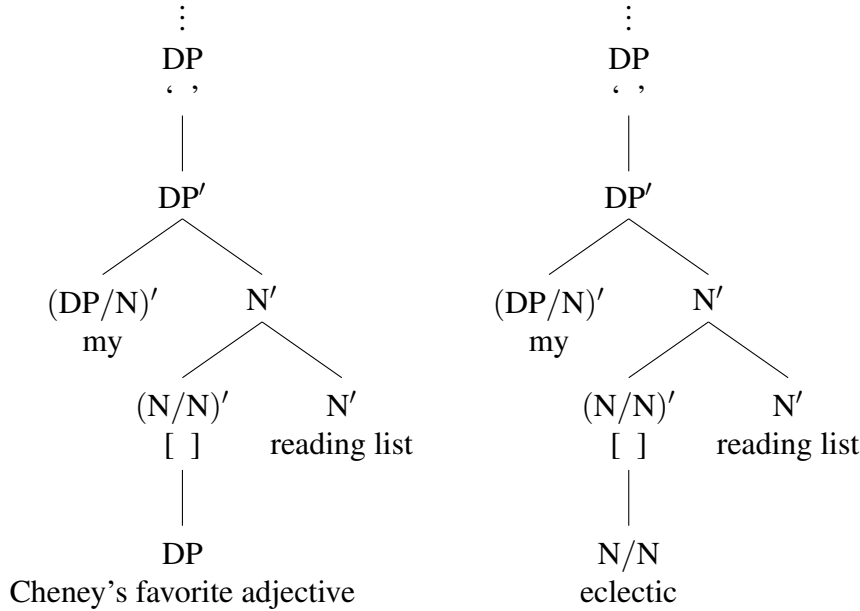 ⋮ ⋮
DP DP
‘ ’ ‘ ’
DP′ DP′
(DP/N)′ N′ (DP/N)′ N′
my my
(N/N)′ N′ (N/N)′ N′
[ ] reading list [ ] reading list
DP N/N
Cheney's favorite adjective eclectic